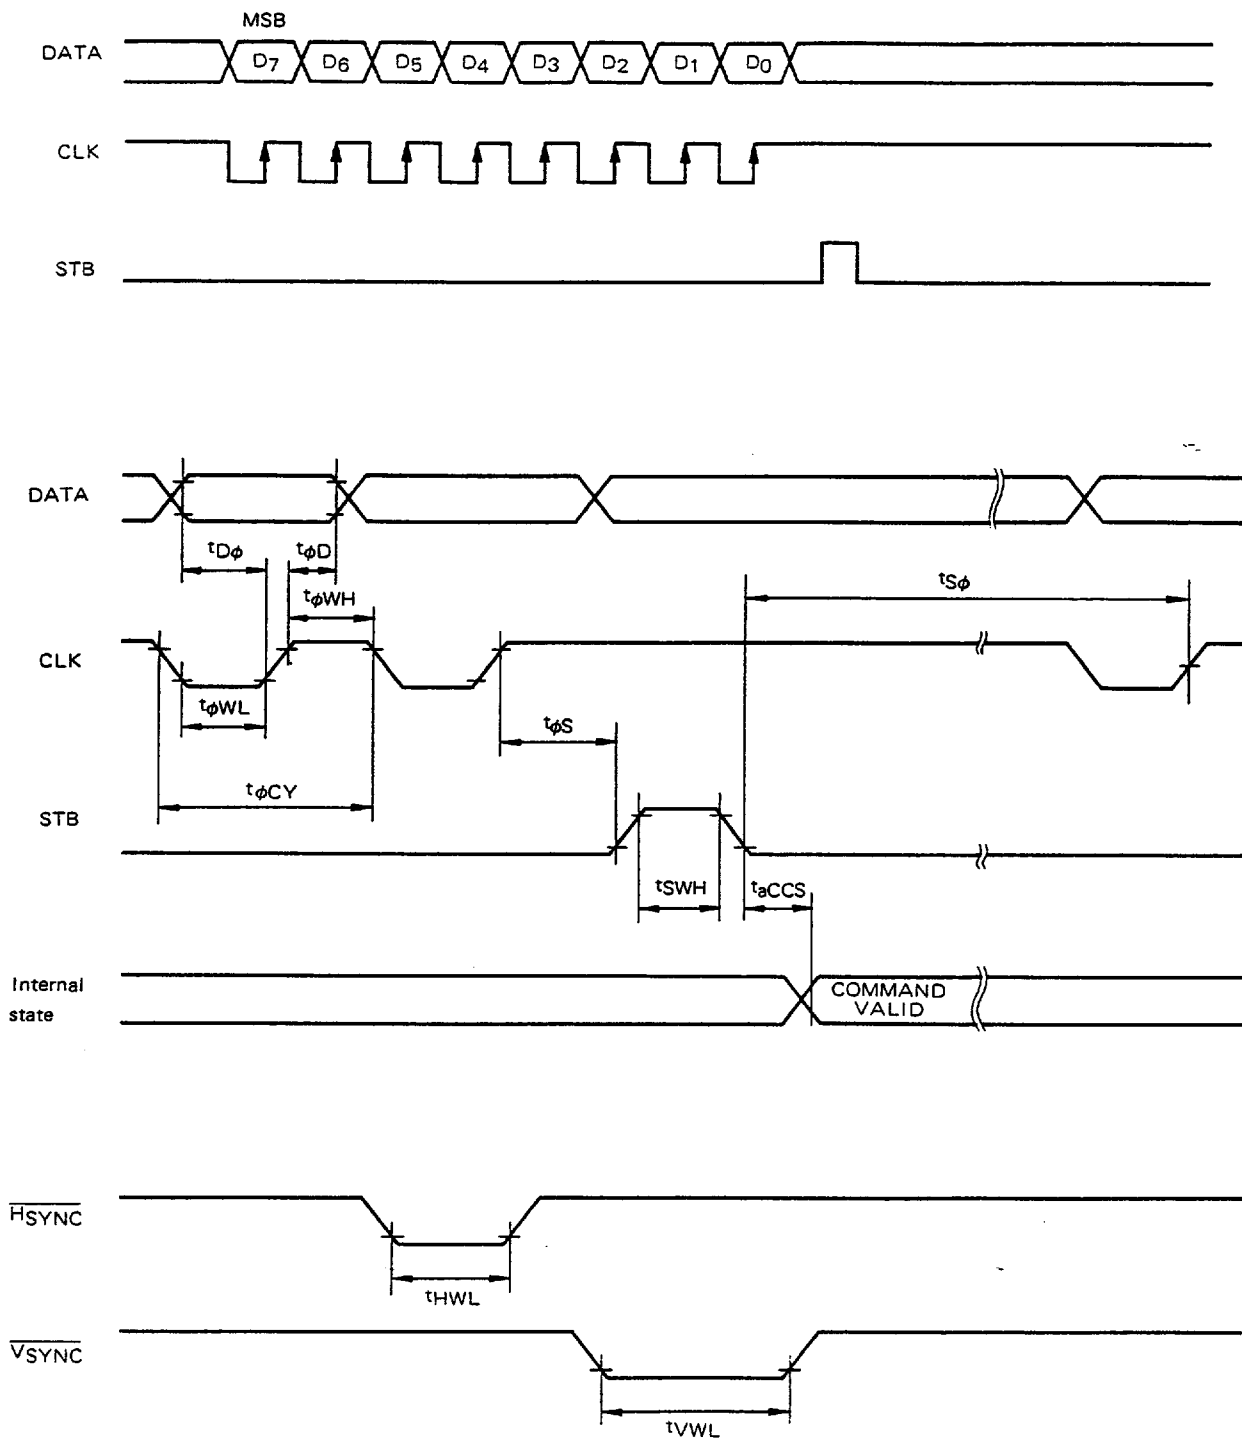 MSB
DATA D7 D6 D5 D4 D3 D2 D1 D0
CLK
STB
DATA
tDφ tφD
tSφ
tφWH
CLK
tφWL
tφS
tφCY
STB
tSWH taCCS
Internal
state
COMMAND
VALID
HSYNC
tHWL
VSYNC
tVWL